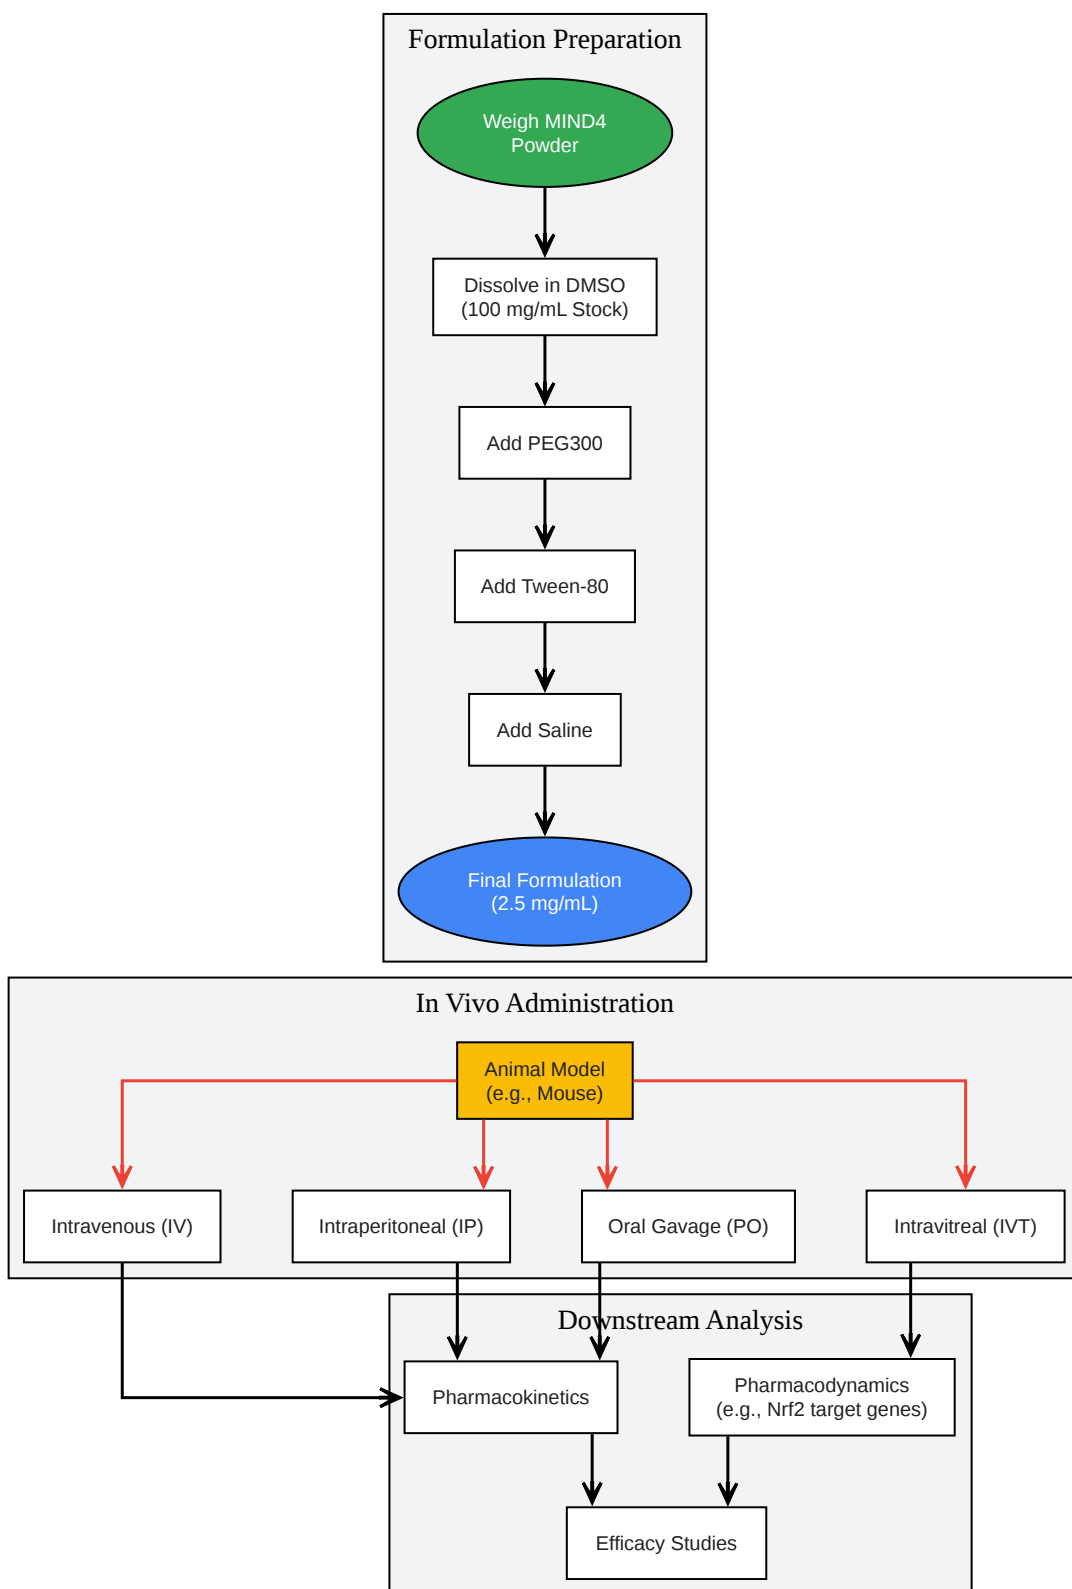 Formulation Preparation
Weigh MIND4
Powder
Dissolve in DMSO
(100 mg/mL Stock)
Add PEG300
Add Tween-80
Add Saline
Final Formulation
(2.5 mg/mL)
In Vivo Administration
Animal Model
(e.g., Mouse)
Intravenous (IV)
Intraperitoneal (IP)
Oral Gavage (PO)
Intravitreal (IVT)
Downstream Analysis
Pharmacokinetics
Pharmacodynamics
(e.g., Nrf2 target genes)
Efficacy Studies